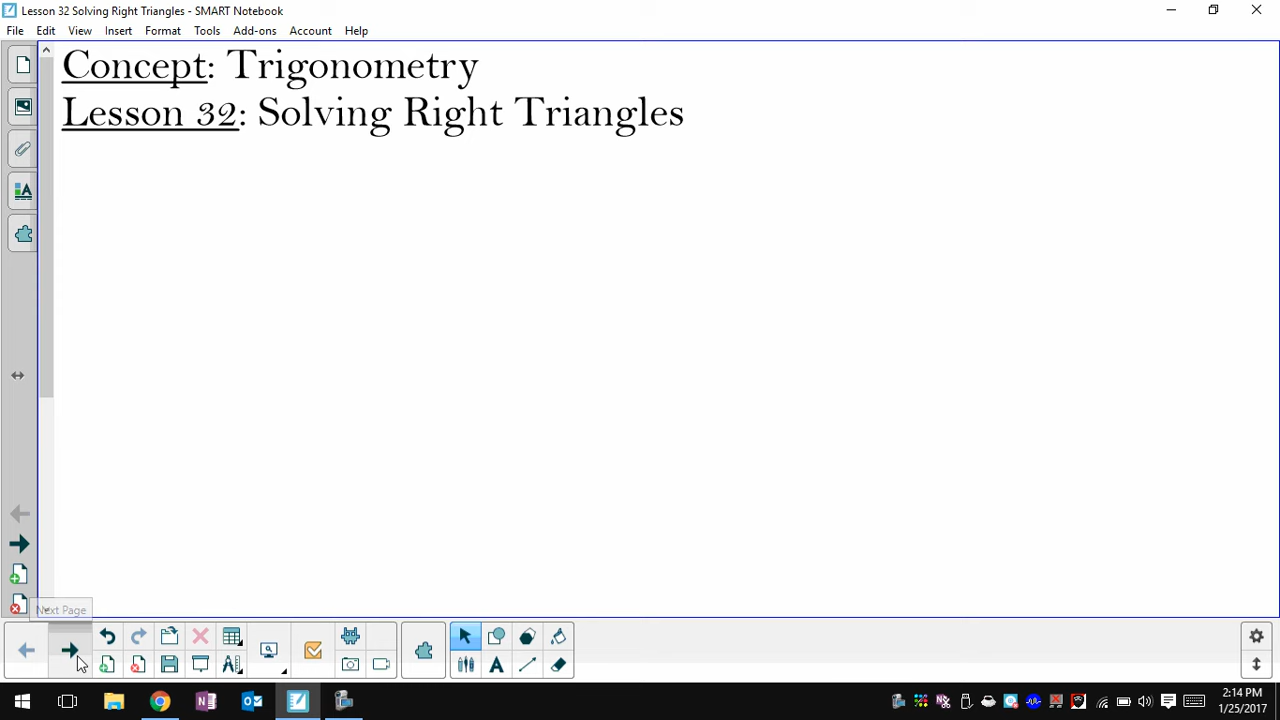 Lesson 32 Solving Right Triangles - SMART Notebook
File Edit View Insert Format Tools Add-ons Account Help
Concept: Trigonometry
Lesson 32: Solving Right Triangles
Next Page
2:14 PM
1/25/2017